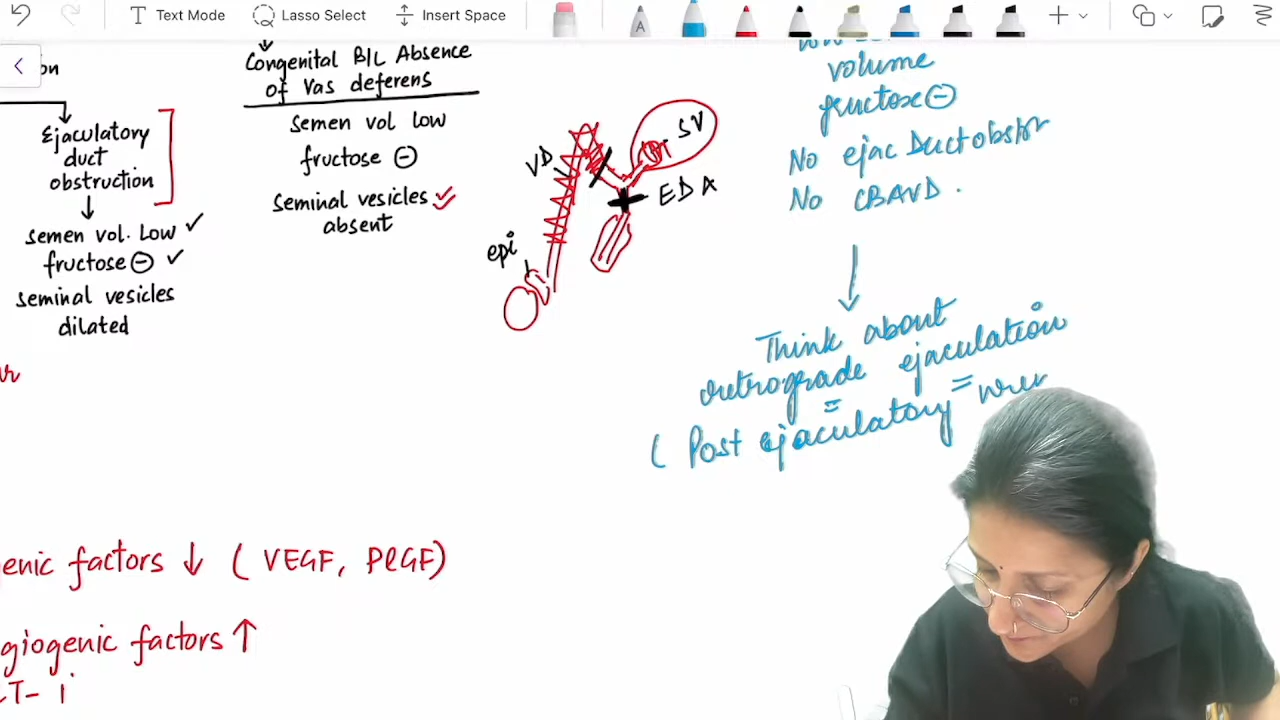 Text Mode
Lasso Select
Insert Space
on
Ejaculatory
duct
obstruction
Semen vol. Low
fructose ⊖
Seminal vesicles
dilated
Congenital B/L Absence
of Vas deferens
Semen vol low
fructose ⊖
Seminal vesicles
absent
VD
SV
EDA
epi
volume
fructose ⊖
No ejac Duct obstr
No CBAVD.
Think about
retrograde ejaculation
( Post ejaculatory
enic factors ↓ ( VEGF, PlGF)
giogenic factors ↑